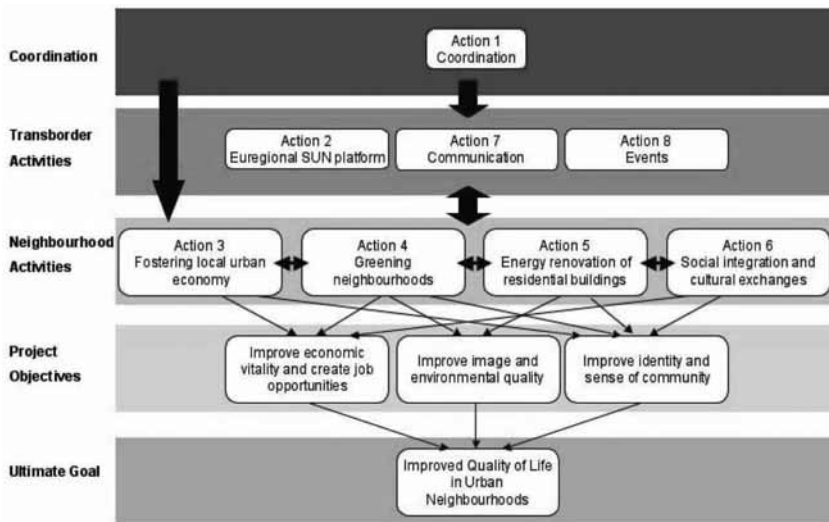 Coordination
Action 1
Coordination
Transborder
Activities
Action 2
Euregional SUN platform
Action 7
Communication
Action 8
Events
Neighbourhood
Activities
Action 3
Fostering local urban
economy
Action 4
Greening
neighbourhoods
Action 5
Energy renovation of
residential buildings
Action 6
Social integration and
cultural exchanges
Project
Objectives
Improve economic
vitality and create job
opportunities
Improve image and
environmental quality
Improve identity and
sense of community
Ultimate Goal
Improved Quality of Life
in Urban
Neighbourhoods